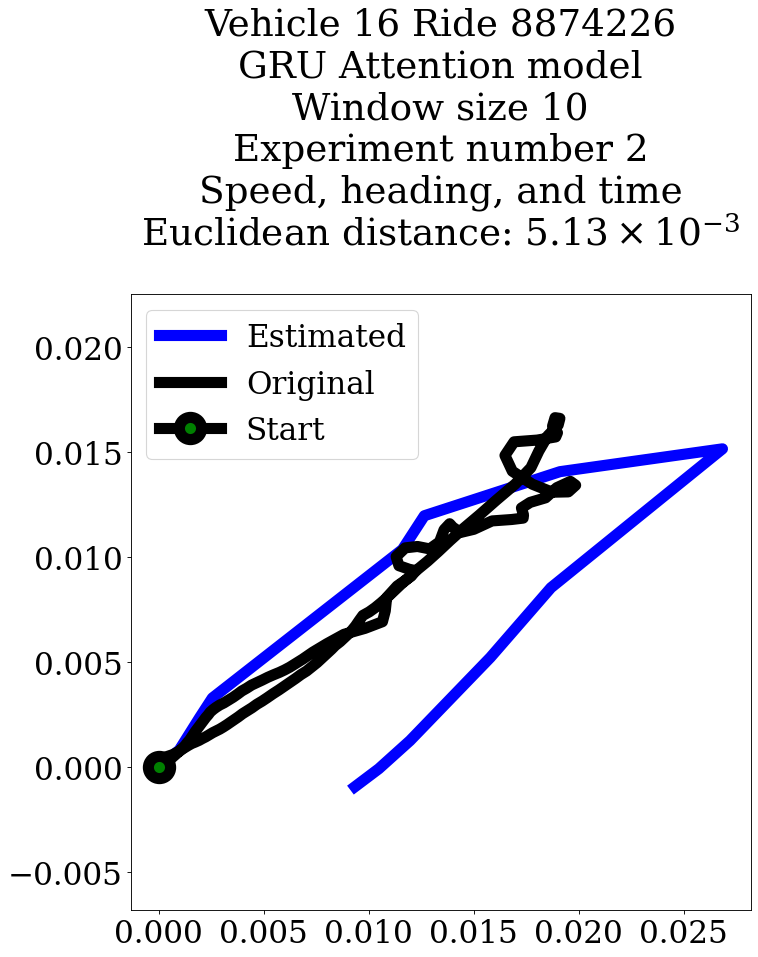 Vehicle 16 Ride 8874226
GRU Attention model
Window size 10
Experiment number 2
Speed, heading, and time
Euclidean distance: 5.13 × 10⁻³
Estimated
Original
Start
0.020
0.015
0.010
0.005
0.000
−0.005
0.000 0.005 0.010 0.015 0.020 0.025